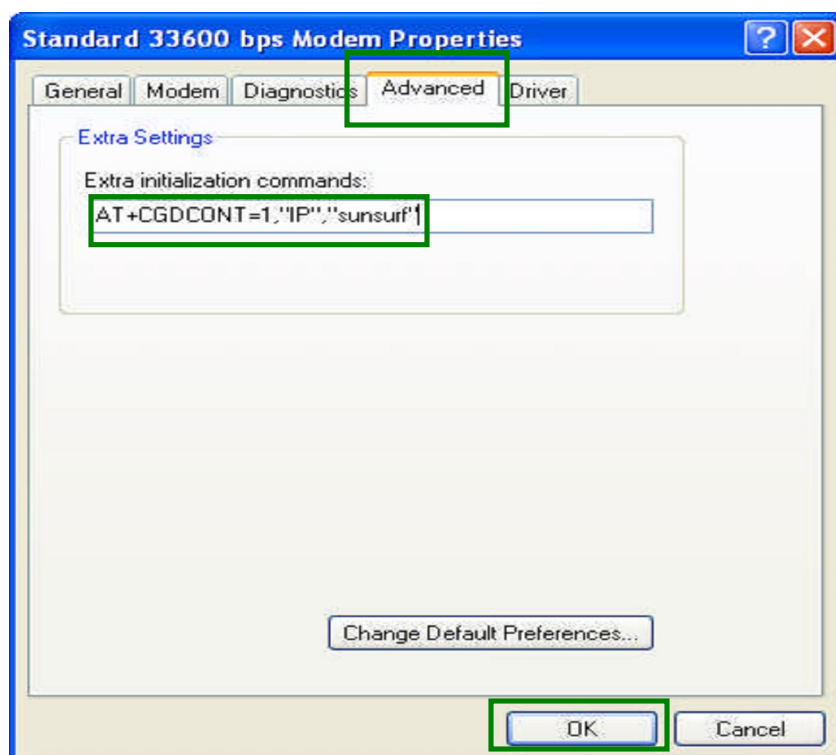 Standard 33600 bps Modem Properties
General Modem Diagnostics Advanced Driver
Extra Settings
Extra initialization commands:
AT+CGDCONT=1,"IP","sunsurf"
Change Default Preferences...
OK Cancel